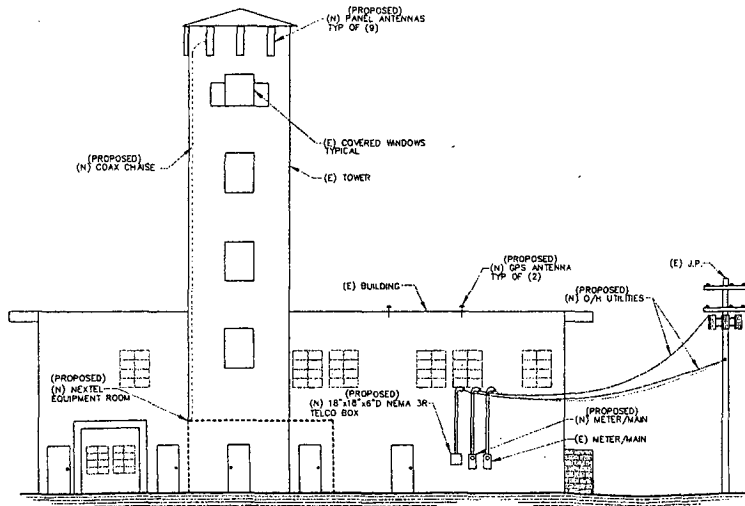 (PROPOSED)
(N) PANEL ANTENNAS
TYP OF (9)
(E) COVERED WINDOWS
TYPICAL
(PROPOSED)
(N) COAX CHAISE
(E) TOWER
(PROPOSED)
(N) GPS ANTENNA
TYP OF (2)
(E) J.P.
(E) BUILDING
(PROPOSED)
(N) O/H UTILITIES
(PROPOSED)
(N) NEXTEL
EQUIPMENT ROOM
(PROPOSED)
(N) 18"x18"x6"D NEMA 3R
TELCO BOX
(PROPOSED)
(N) METER/MAIN
(E) METER/MAIN